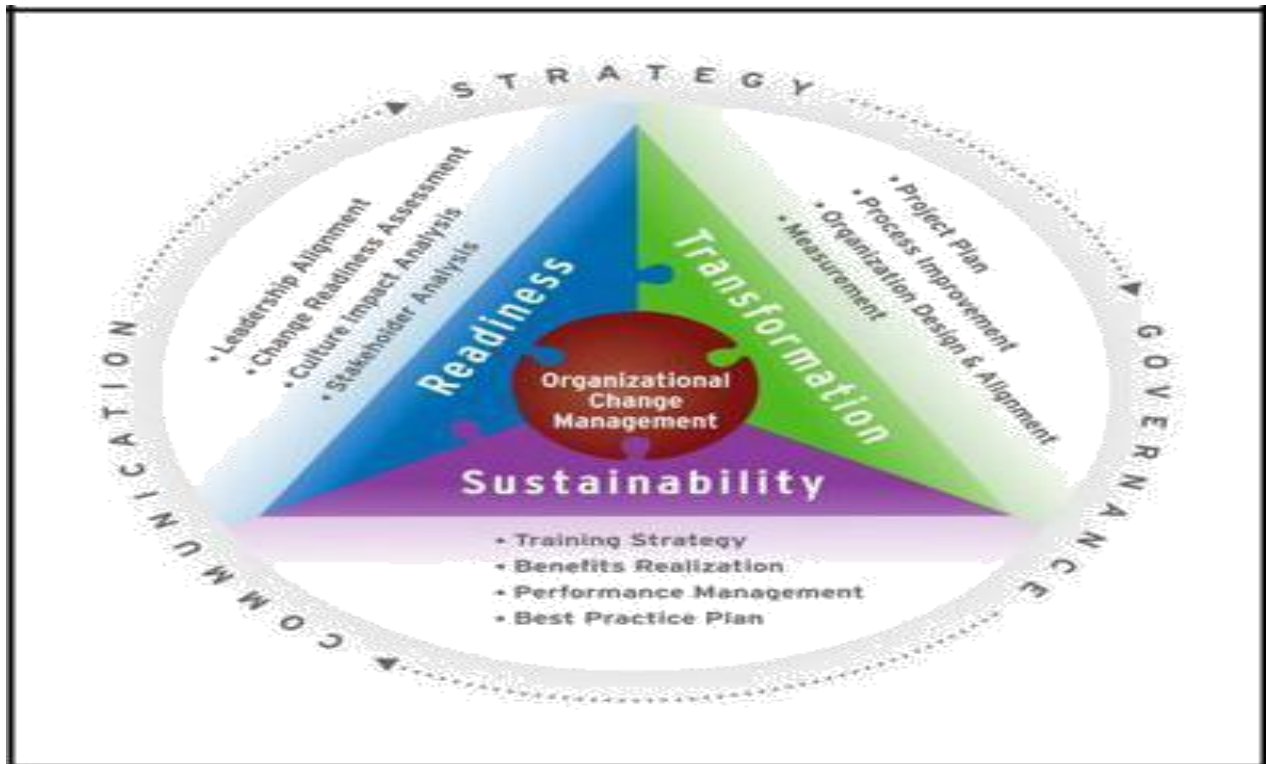 STRATEGY
• Leadership Alignment
• Change Readiness Assessment
• Culture Impact Analysis
• Stakeholder Analysis
• Project Plan
• Process Improvement
• Organization Design & Alignment
• Measurement
Readiness
Transformation
GOVERNANCE
COMMUNICATION
Organizational
Change
Management
Sustainability
• Training Strategy
• Benefits Realization
• Performance Management
• Best Practice Plan